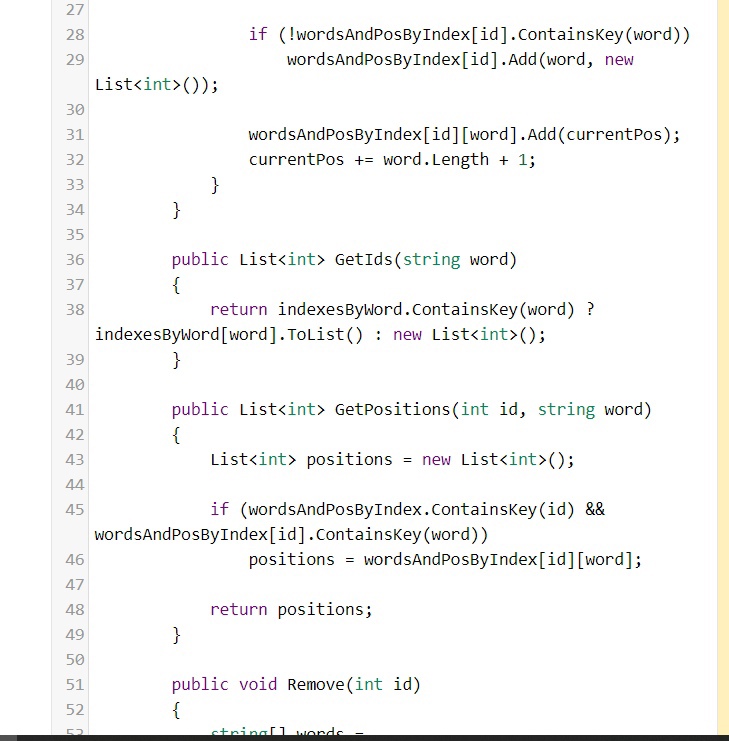 27
28                 if (!wordsAndPosByIndex[id].ContainsKey(word))
29                     wordsAndPosByIndex[id].Add(word, new
List<int>());
30
31                 wordsAndPosByIndex[id][word].Add(currentPos);
32                 currentPos += word.Length + 1;
33             }
34         }
35
36         public List<int> GetIds(string word)
37         {
38             return indexesByWord.ContainsKey(word) ?
indexesByWord[word].ToList() : new List<int>();
39         }
40
41         public List<int> GetPositions(int id, string word)
42         {
43             List<int> positions = new List<int>();
44
45             if (wordsAndPosByIndex.ContainsKey(id) &&
wordsAndPosByIndex[id].ContainsKey(word))
46                 positions = wordsAndPosByIndex[id][word];
47
48             return positions;
49         }
50
51         public void Remove(int id)
52         {
53             string[] words =